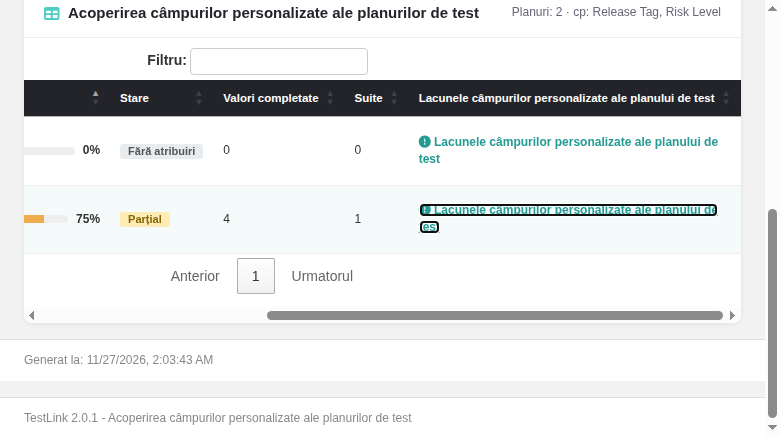 Acoperirea câmpurilor personalizate ale planurilor de test
Planuri: 2 · cp: Release Tag, Risk Level
Filtru:
Stare Valori completate Suite Lacunele câmpurilor personalizate ale planului de test
0% Fără atribuiri 0 0 Lacunele câmpurilor personalizate ale planului de
test
75% Parțial 4 1 Lacunele câmpurilor personalizate ale planului de
test
Anterior 1 Urmatorul
Generat la: 11/27/2026, 2:03:43 AM
TestLink 2.0.1 - Acoperirea câmpurilor personalizate ale planurilor de test